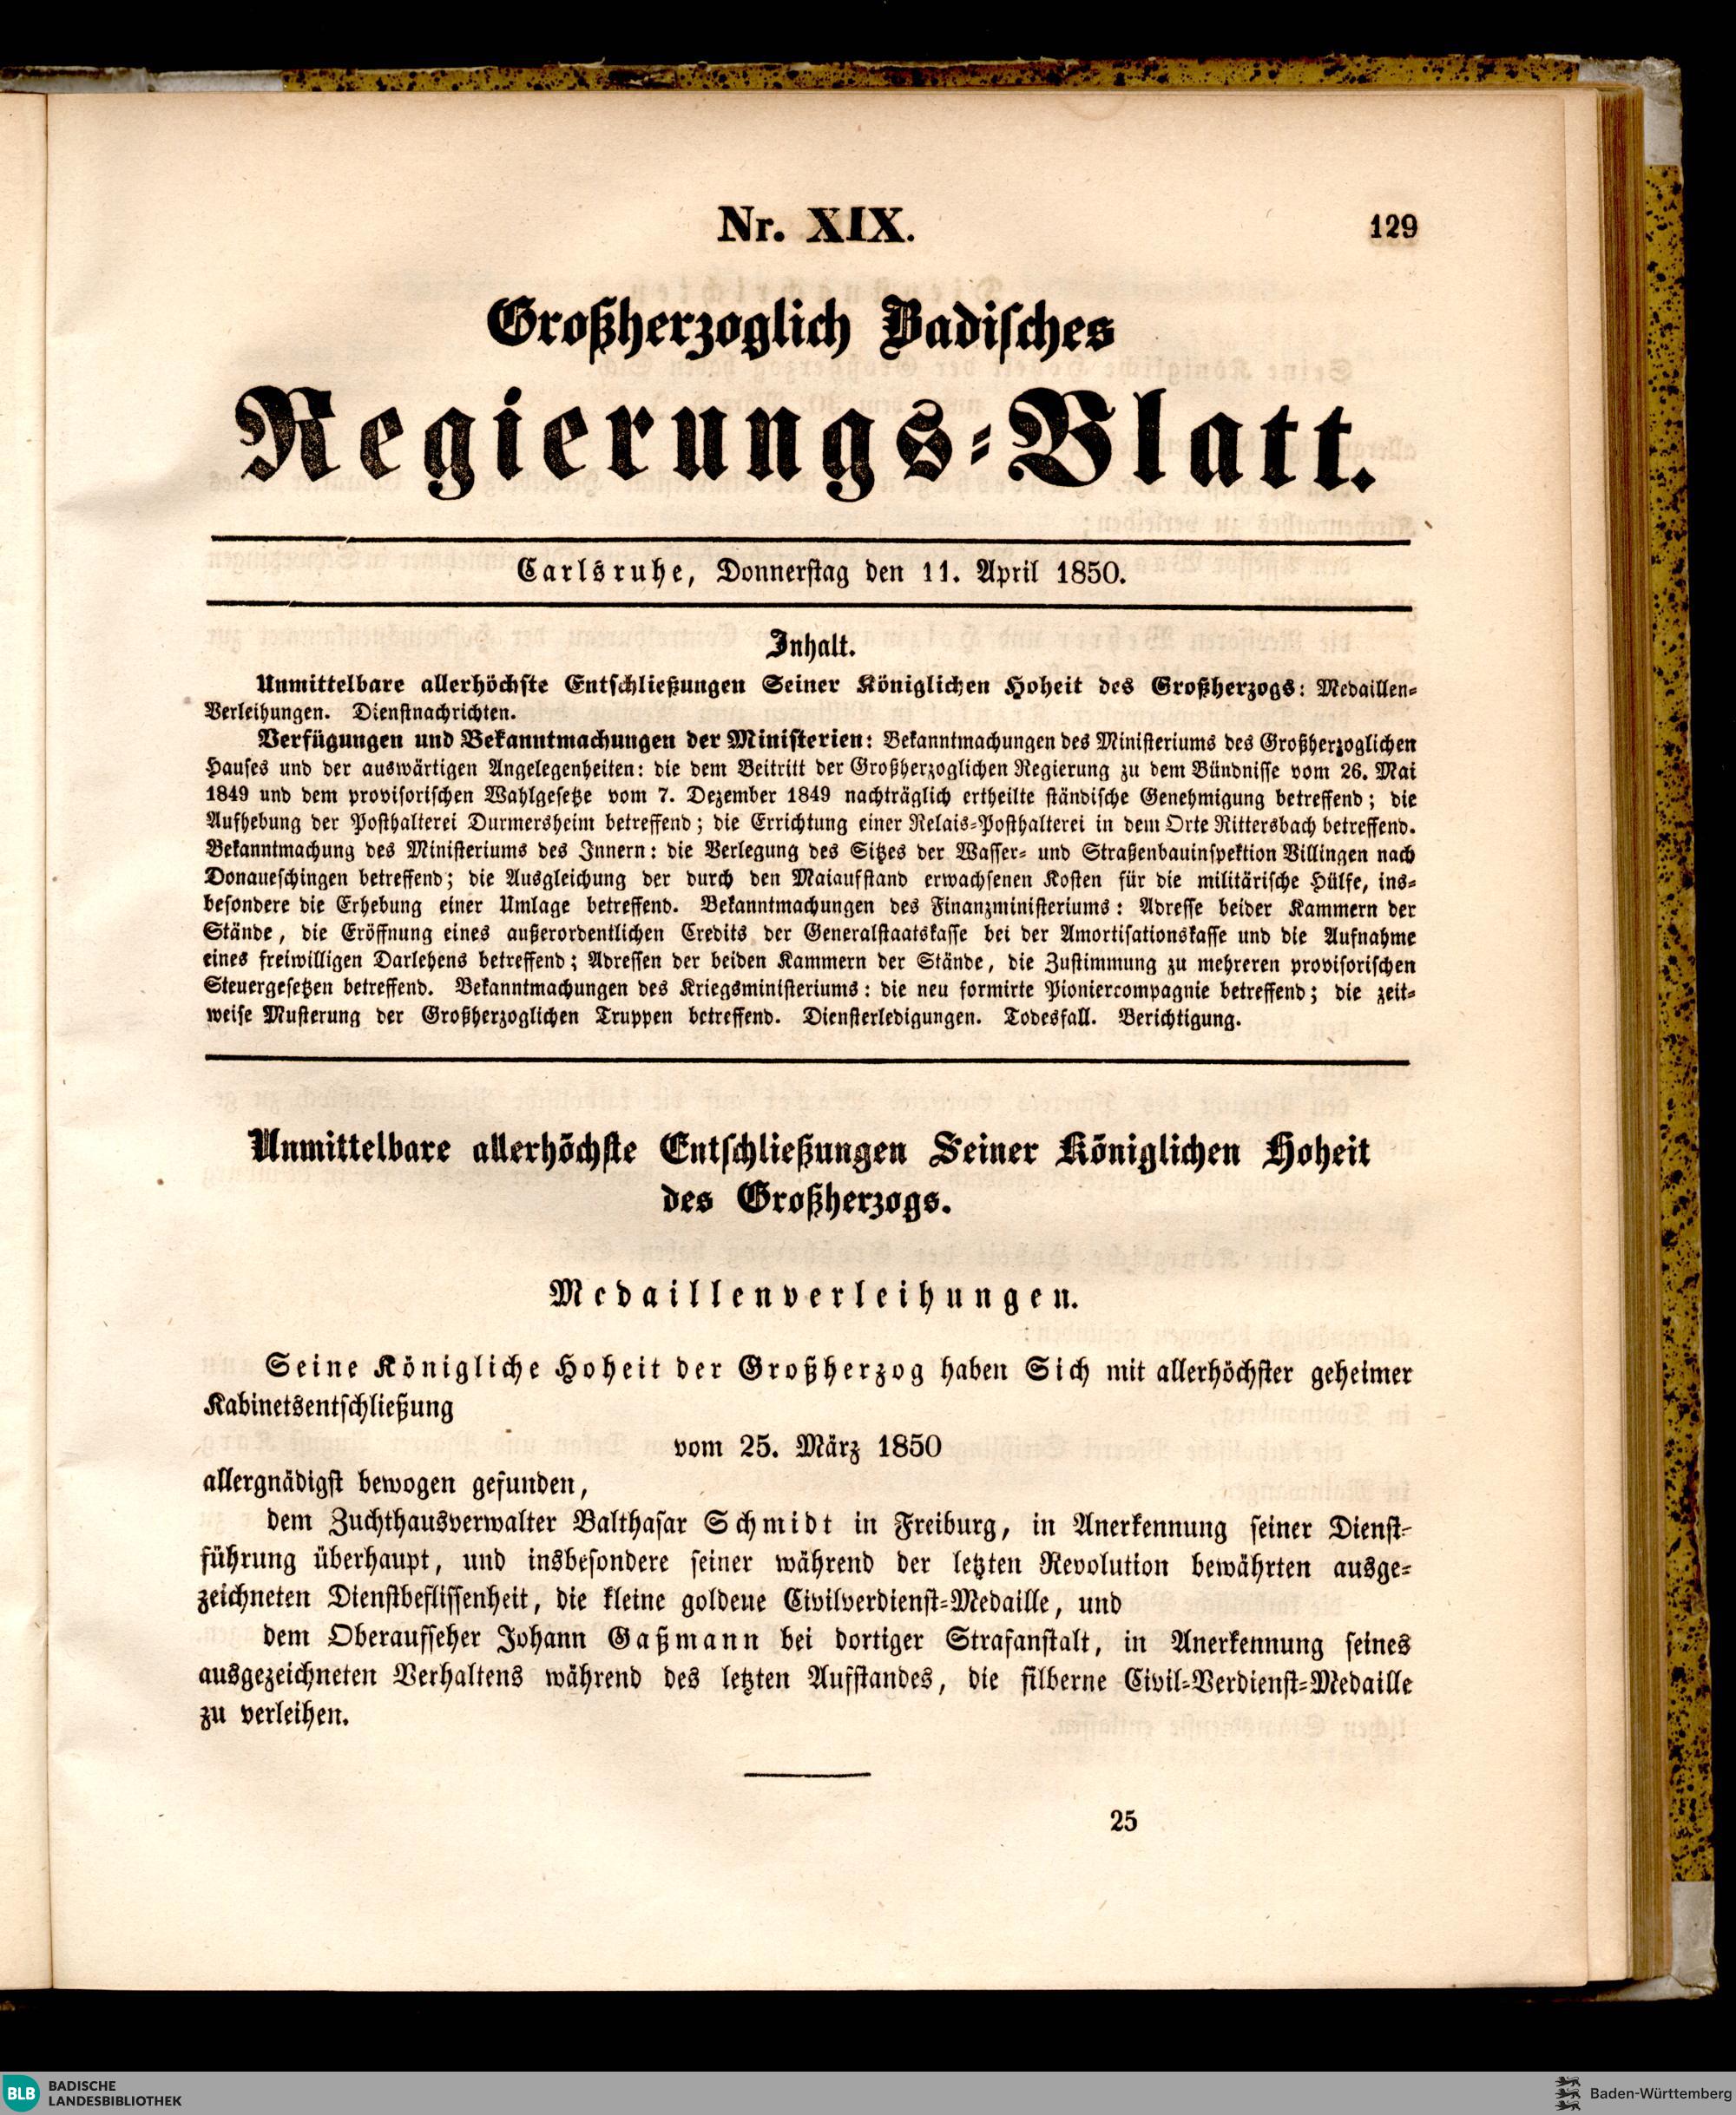 Nr. XIX.
129
Großherzoglich Badisches
Regierungs-Blatt.
Carlsruhe, Donnerstag den 11. April 1850.
Inhalt.
Unmittelbare allerhöchste Entschließungen Seiner Königlichen Hoheit des Großherzogs: Medaillen-
Verleihungen. Dienstnachrichten.
Verfügungen und Bekanntmachungen der Ministerien: Bekanntmachungen des Ministeriums des Großherzoglichen
Hauses und der auswärtigen Angelegenheiten: die dem Beitritt der Großherzoglichen Regierung zu dem Bündnisse vom 26. Mai
1849 und dem provisorischen Wahlgesetze vom 7. Dezember 1849 nachträglich ertheilte ständische Genehmigung betreffend; die
Aufhebung der Posthalterei Durmersheim betreffend; die Errichtung einer Relais-Posthalterei in dem Orte Rittersbach betreffend.
Bekanntmachung des Ministeriums des Innern: die Verlegung des Sitzes der Wasser- und Straßenbauinspektion Villingen nach
Donaueschingen betreffend; die Ausgleichung der durch den Maiaufstand erwachsenen Kosten für die militärische Hülfe, ins-
besondere die Erhebung einer Umlage betreffend. Bekanntmachungen des Finanzministeriums: Adresse beider Kammern der
Stände, die Eröffnung eines außerordentlichen Credits der Generalstaatskasse bei der Amortisationskasse und die Aufnahme
eines freiwilligen Darlehens betreffend; Adressen der beiden Kammern der Stände, die Zustimmung zu mehreren provisorischen
Steuergesetzen betreffend. Bekanntmachungen des Kriegsministeriums: die neu formirte Pioniercompagnie betreffend; die zeit-
weise Musterung der Großherzoglichen Truppen betreffend. Diensterledigungen. Todesfall. Berichtigung.
Unmittelbare allerhöchste Entschließungen Seiner Königlichen Hoheit
des Großherzogs.
Medaillenverleihungen.
Seine Königliche Hoheit der Großherzog haben Sich mit allerhöchster geheimer
Kabinetsentschließung
vom 25. März 1850
allergnädigst bewogen gefunden,
dem Zuchthausverwalter Balthasar Schmidt in Freiburg, in Anerkennung seiner Dienst-
führung überhaupt, und insbesondere seiner während der letzten Revolution bewährten ausge-
zeichneten Dienstbeflissenheit, die kleine goldene Civilverdienst-Medaille, und
dem Oberaufseher Johann Gaßmann bei dortiger Strafanstalt, in Anerkennung seines
ausgezeichneten Verhaltens während des letzten Aufstandes, die silberne Civil-Verdienst-Medaille
zu verleihen.
25
BLB BADISCHE
LANDESBIBLIOTHEK
Baden-Württemberg